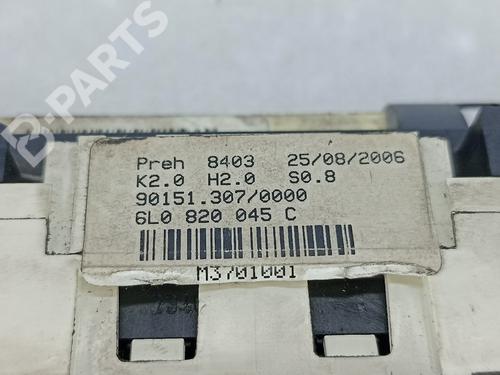 B-PARTS
Preh 8403 25/08/2006
K2.0 H2.0 S0.8
90151.307/0000
6L0 820 045 C
M3701001